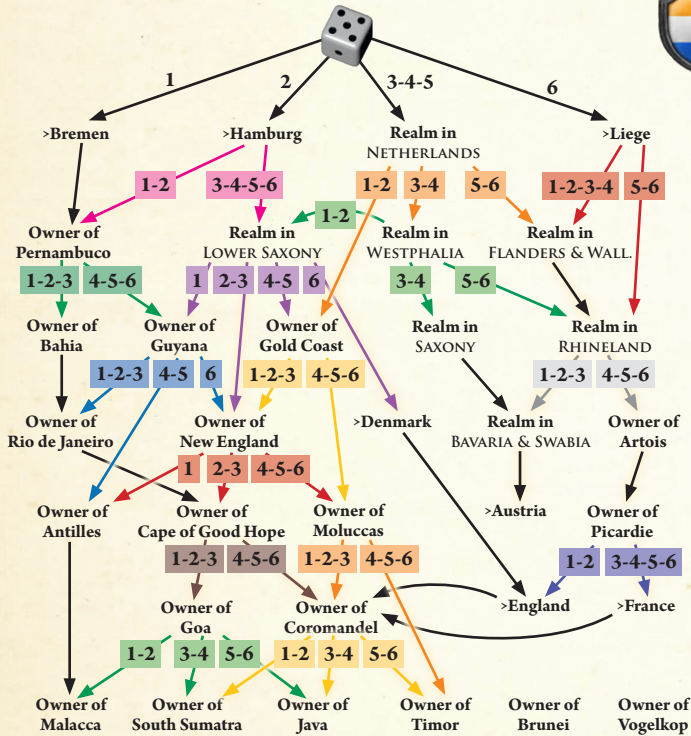 1
2
3-4-5
6
>Bremen
>Hamburg
Realm in
NETHERLANDS
>Liege
1-2
3-4-5-6
1-2
3-4
5-6
1-2-3-4
5-6
Owner of
Pernambuco
Realm in
LOWER SAXONY
1-2
Realm in
WESTPHALIA
Realm in
FLANDERS & WALL.
1-2-3
4-5-6
1
2-3
4-5
6
3-4
5-6
Owner of
Bahia
Owner of
Guyana
Owner of
Gold Coast
Realm in
SAXONY
Realm in
RHINELAND
1-2-3
4-5
6
1-2-3
4-5-6
1-2-3
4-5-6
Owner of
Rio de Janeiro
Owner of
New England
>Denmark
Realm in
BAVARIA & SWABIA
Owner of
Artois
1
2-3
4-5-6
Owner of
Antilles
Owner of
Cape of Good Hope
Owner of
Moluccas
>Austria
Owner of
Picardie
1-2-3
4-5-6
1-2-3
4-5-6
1-2
3-4-5-6
Owner of
Goa
Owner of
Coromandel
>England
>France
1-2
3-4
5-6
1-2
3-4
5-6
Owner of
Malacca
Owner of
South Sumatra
Owner of
Java
Owner of
Timor
Owner of
Brunei
Owner of
Vogelkop